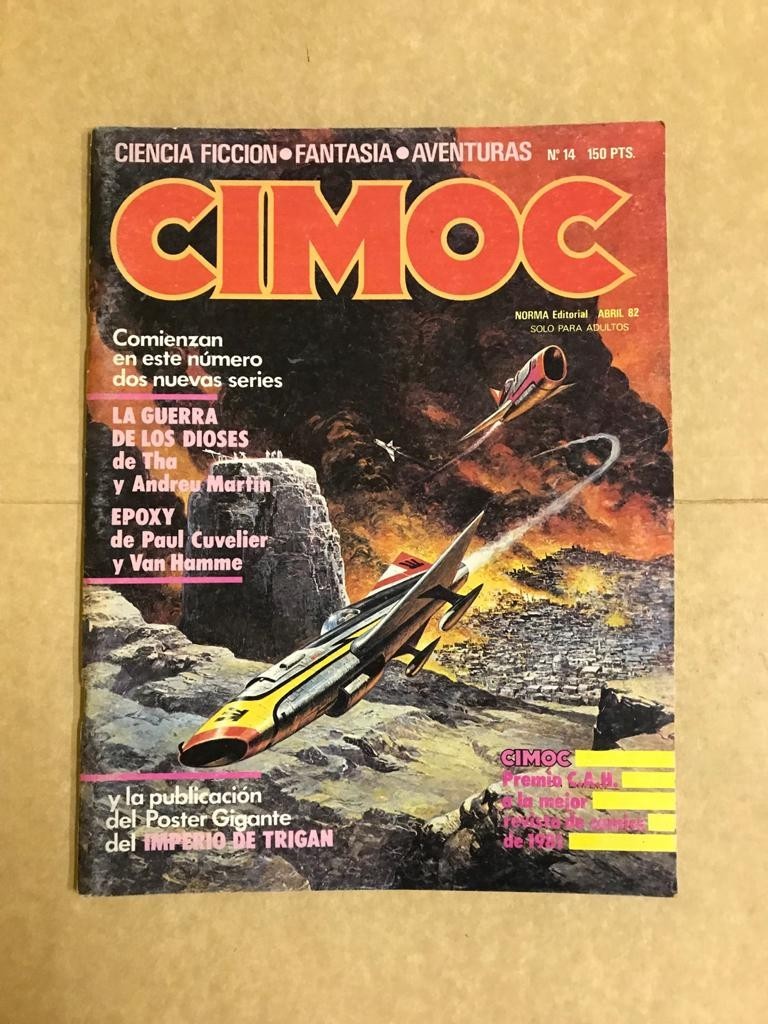 CIENCIA FICCION•FANTASIA•AVENTURAS Nº 14 150 PTS.
CIMOC
NORMA Editorial ABRIL 82
SOLO PARA ADULTOS
Comienzan
en este número
dos nuevas series
LA GUERRA
DE LOS DIOSES
de Tha
y Andreu Martín
EPOXY
de Paul Cuvelier
y Van Hamme
y la publicación
del Poster Gigante
del IMPERIO DE TRIGAN
CIMOC
Premio C.A.H.
a la mejor
revista de comics
de 1981